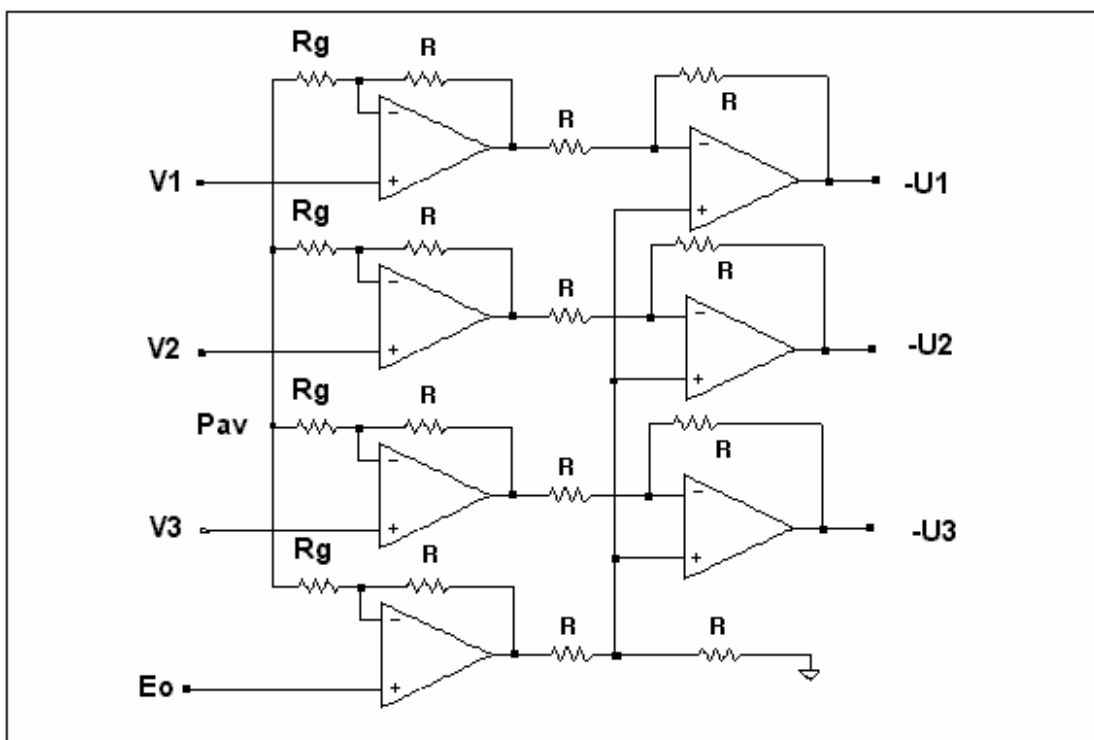 Rg R
R
R
V1
-U1
Rg R
R
R
V2
-U2
Rg R
Pav
R
R
V3
-U3
Rg R
R R
Eo
- + - +
- + - +
- + - +
- +